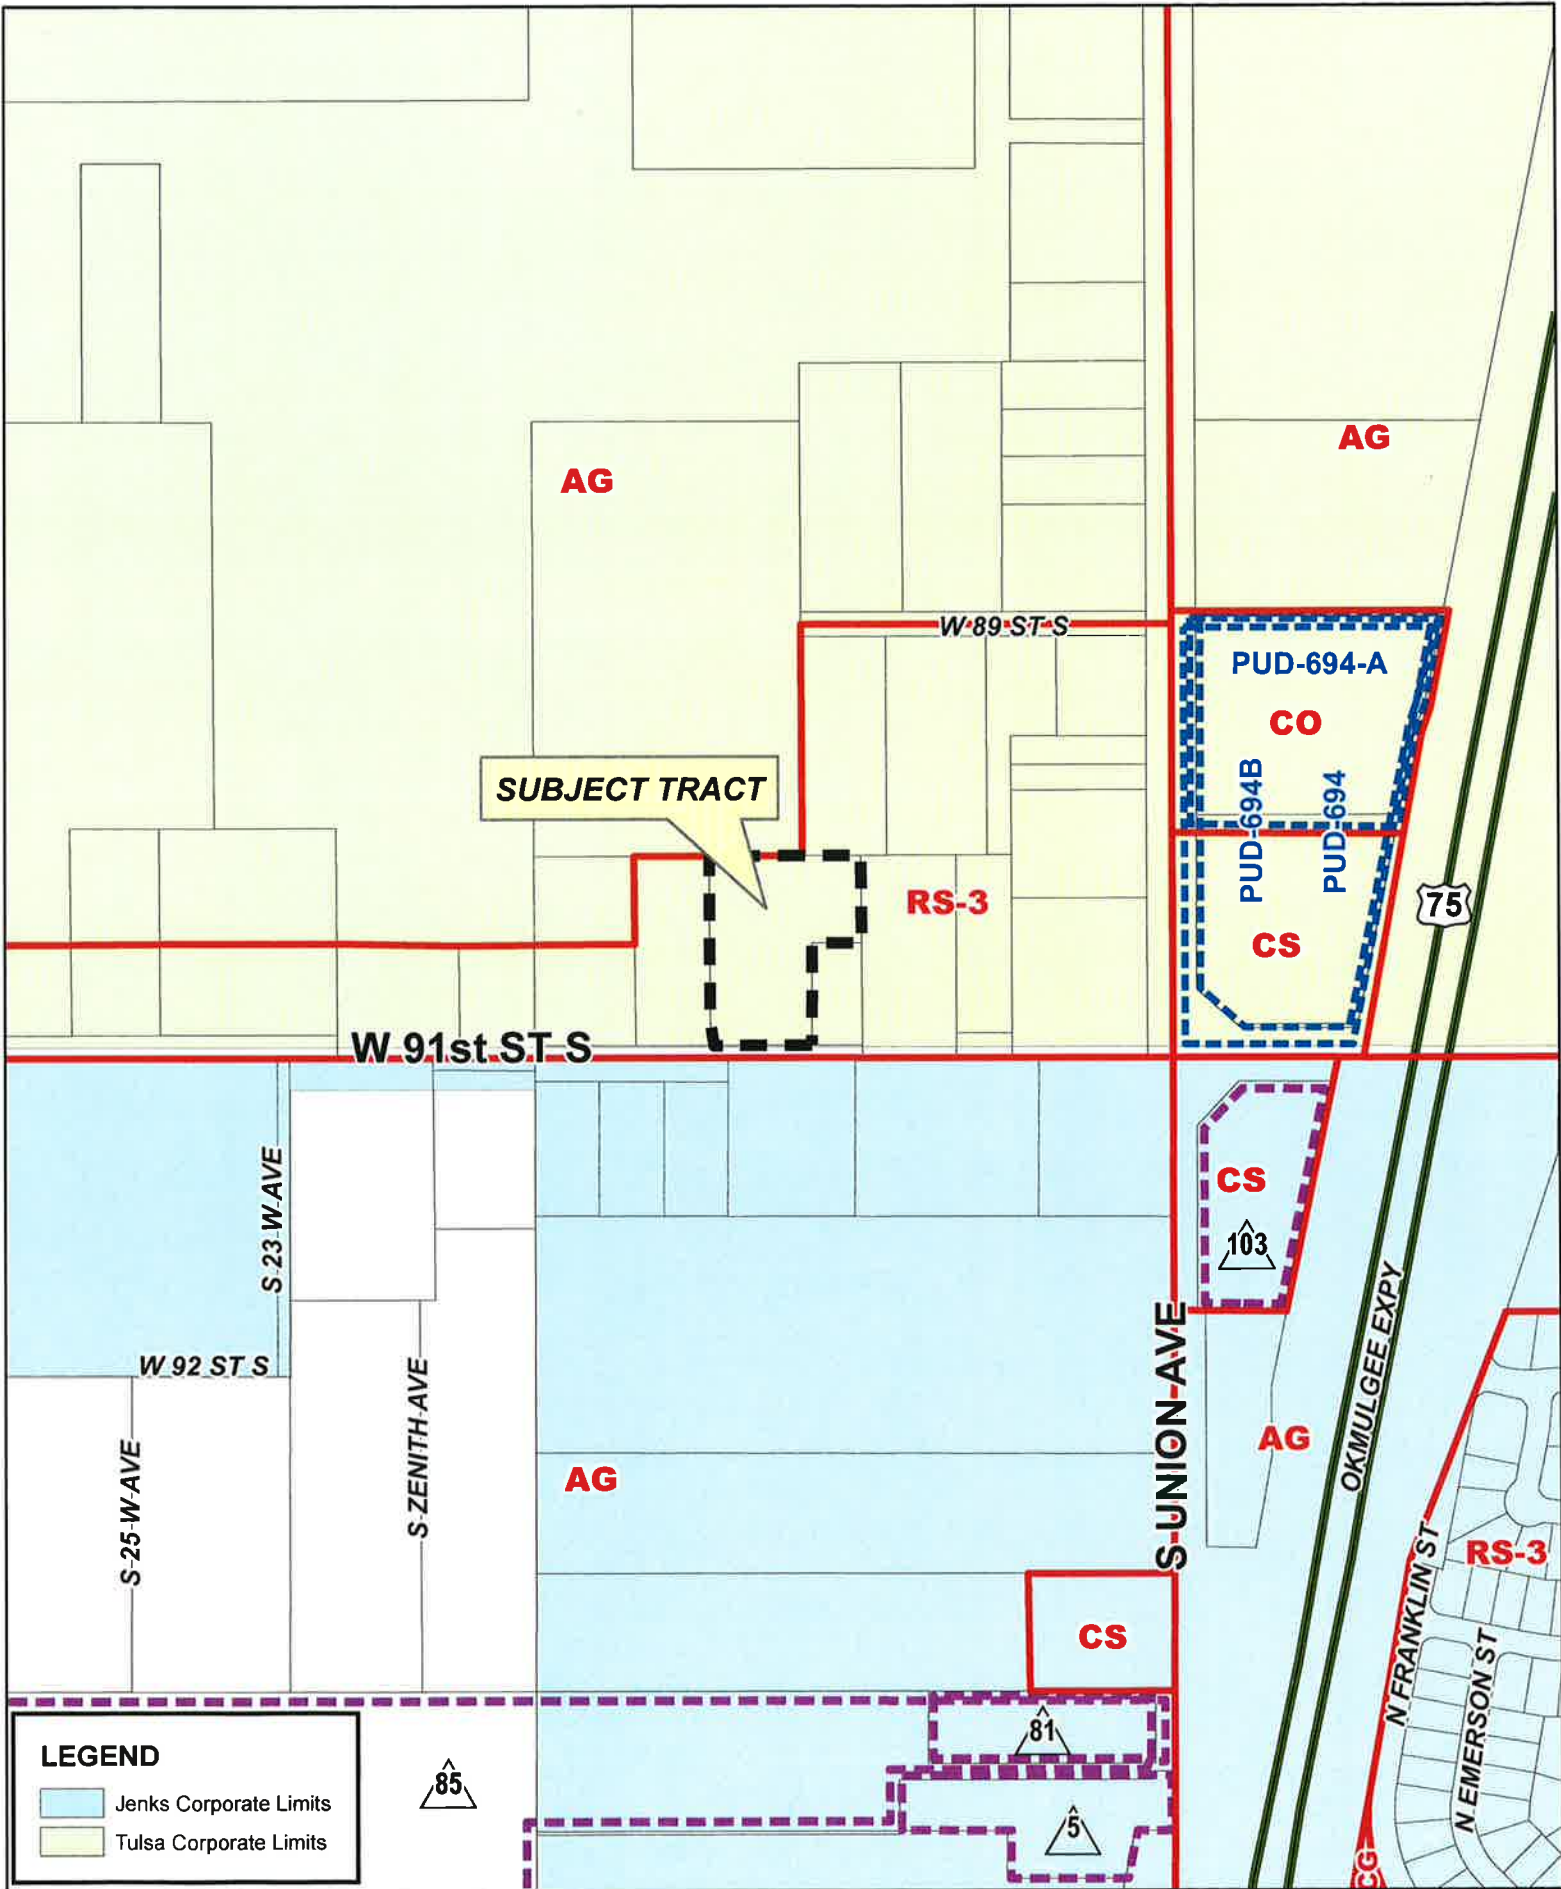 AG
AG
W 89 ST S
PUD-694-A
CO
PUD-694B
PUD-694
SUBJECT TRACT
RS-3
75
CS
W 91st ST S
S 23 W AVE
CS
103
W 92 ST S
S UNION AVE
OKMULGEE EXPY
S 25 W AVE
S ZENITH AVE
AG
AG
N FRANKLIN ST
RS-3
CS
N EMERSON ST
81
85
5
CG
LEGEND
Jenks Corporate Limits
Tulsa Corporate Limits